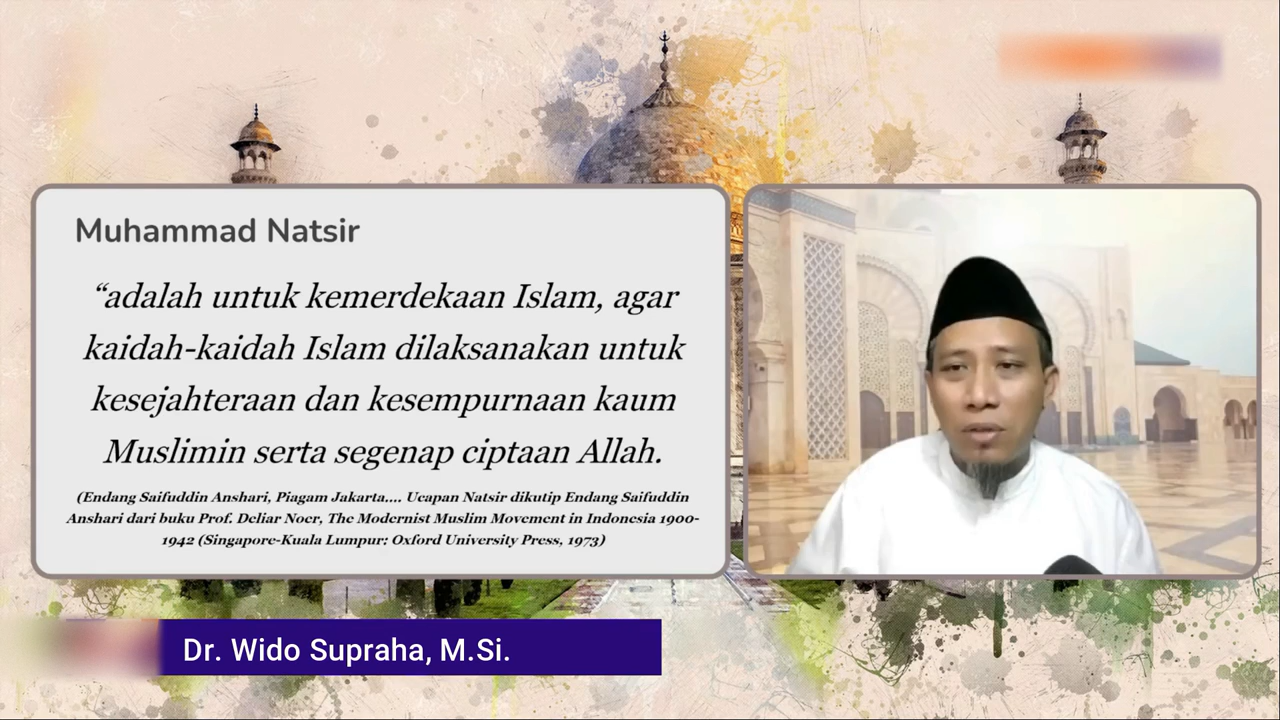 Muhammad Natsir
“adalah untuk kemerdekaan Islam, agar
kaidah-kaidah Islam dilaksanakan untuk
kesejahteraan dan kesempurnaan kaum
Muslimin serta segenap ciptaan Allah.
(Endang Saifuddin Anshari, Piagam Jakarta.... Ucapan Natsir dikutip Endang Saifuddin
Anshari dari buku Prof. Deliar Noer, The Modernist Muslim Movement in Indonesia 1900-
1942 (Singapore-Kuala Lumpur: Oxford University Press, 1973)
Dr. Wido Supraha, M.Si.